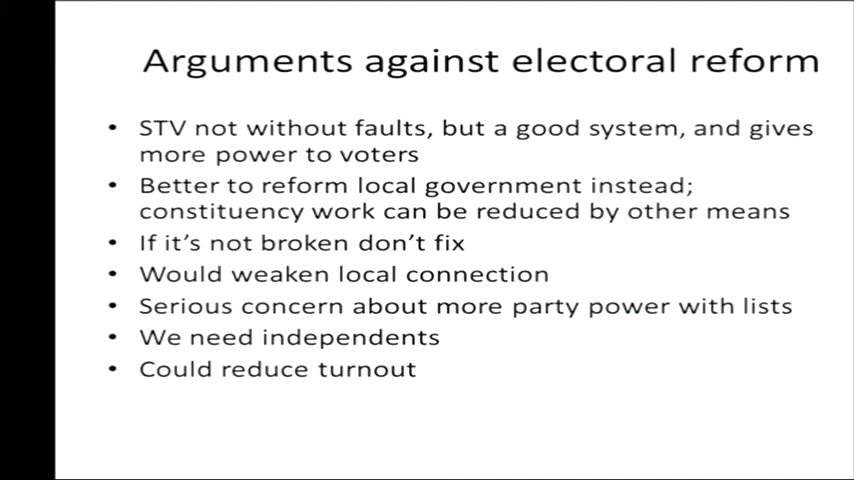 Arguments against electoral reform
• STV not without faults, but a good system, and gives
more power to voters
• Better to reform local government instead;
constituency work can be reduced by other means
• If it’s not broken don’t fix
• Would weaken local connection
• Serious concern about more party power with lists
• We need independents
• Could reduce turnout